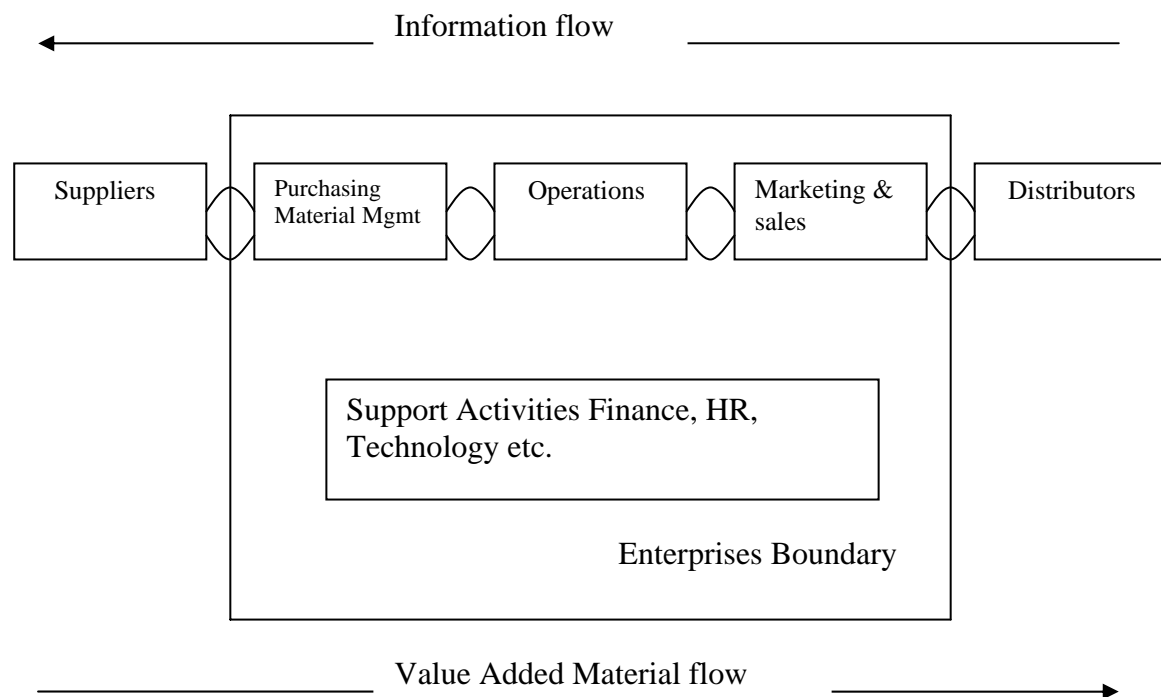 Information flow
Suppliers
Purchasing
Material Mgmt
Operations
Marketing &
sales
Distributors
Support Activities Finance, HR,
Technology etc.
Enterprises Boundary
Value Added Material flow